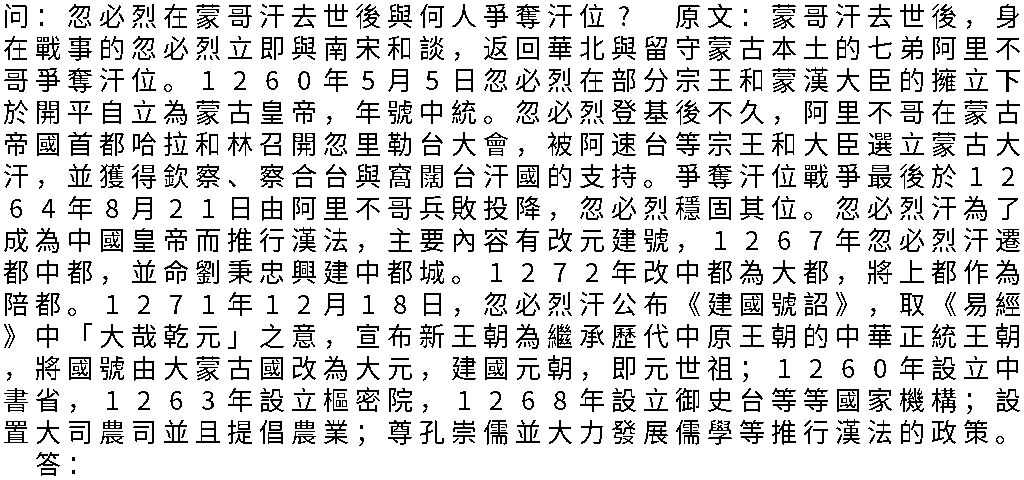 问：忽必烈在蒙哥汗去世後與何人爭奪汗位？　原文：蒙哥汗去世後，身
在戰事的忽必烈立即與南宋和談，返回華北與留守蒙古本土的七弟阿里不
哥爭奪汗位。１２６０年５月５日忽必烈在部分宗王和蒙漢大臣的擁立下
於開平自立為蒙古皇帝，年號中統。忽必烈登基後不久，阿里不哥在蒙古
帝國首都哈拉和林召開忽里勒台大會，被阿速台等宗王和大臣選立蒙古大
汗，並獲得欽察、察合台與窩闊台汗國的支持。爭奪汗位戰爭最後於１２
６４年８月２１日由阿里不哥兵敗投降，忽必烈穩固其位。忽必烈汗為了
成為中國皇帝而推行漢法，主要內容有改元建號，１２６７年忽必烈汗遷
都中都，並命劉秉忠興建中都城。１２７２年改中都為大都，將上都作為
陪都。１２７１年１２月１８日，忽必烈汗公布《建國號詔》，取《易經
》中「大哉乾元」之意，宣布新王朝為繼承歷代中原王朝的中華正統王朝
，將國號由大蒙古國改為大元，建國元朝，即元世祖；１２６０年設立中
書省，１２６３年設立樞密院，１２６８年設立御史台等等國家機構；設
置大司農司並且提倡農業；尊孔崇儒並大力發展儒學等推行漢法的政策。
答：